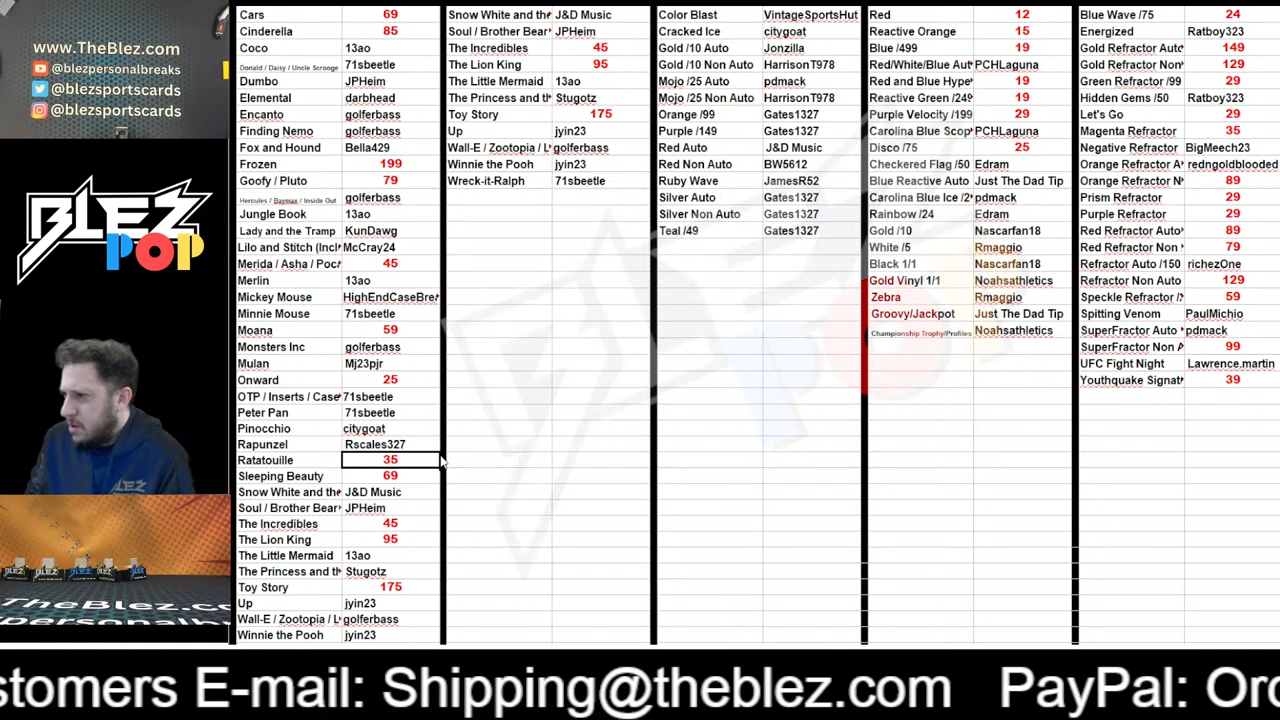 www.TheBlez.com
@blezpersonalbreaks
@blezsportscards
BLEZ
POP
Cars 69
Cinderella 85
Coco 13ao
Donald / Daisy / Uncle Scrooge 71sbeetle
Dumbo JPHeim
Elemental darbhead
Encanto golferbass
Finding Nemo golferbass
Fox and Hound Bella429
Frozen 199
Goofy / Pluto 79
Hercules / Baymax / Inside Out golferbass
Jungle Book 13ao
Lady and the Tramp KunDawg
Lilo and Stitch (Incl McCray24
Merida / Asha / Poc 45
Merlin 13ao
Mickey Mouse HighEndCaseBre
Minnie Mouse 71sbeetle
Moana 59
Monsters Inc golferbass
Mulan Mj23pjr
Onward 25
OTP / Inserts / Case 71sbeetle
Peter Pan 71sbeetle
Pinocchio citygoat
Rapunzel Rscales327
Ratatouille 35
Sleeping Beauty 69
Snow White and the J&D Music
Soul / Brother Bear JPHeim
The Incredibles 45
The Lion King 95
The Little Mermaid 13ao
The Princess and th Stugotz
Toy Story 175
Up jyin23
Wall-E / Zootopia / L golferbass
Winnie the Pooh jyin23
Snow White and the J&D Music
Soul / Brother Bear JPHeim
The Incredibles 45
The Lion King 95
The Little Mermaid 13ao
The Princess and th Stugotz
Toy Story 175
Up jyin23
Wall-E / Zootopia / L golferbass
Winnie the Pooh jyin23
Wreck-it-Ralph 71sbeetle
Color Blast VintageSportsHut
Cracked Ice citygoat
Gold /10 Auto Jonzilla
Gold /10 Non Auto HarrisonT978
Mojo /25 Auto pdmack
Mojo /25 Non Auto HarrisonT978
Orange /99 Gates1327
Purple /149 Gates1327
Red Auto J&D Music
Red Non Auto BW5612
Ruby Wave JamesR52
Silver Auto Gates1327
Silver Non Auto Gates1327
Teal /49 Gates1327
Red 12
Reactive Orange 15
Blue /499 19
Red/White/Blue Aut PCHLaguna
Red and Blue Hype 19
Reactive Green /249 19
Purple Velocity /199 29
Carolina Blue Scop PCHLaguna
Disco /75 25
Checkered Flag /50 Edram
Blue Reactive Auto Just The Dad Tip
Carolina Blue Ice /2 pdmack
Rainbow /24 Edram
Gold /10 Nascarfan18
White /5 Rmaggio
Black 1/1 Nascarfan18
Gold Vinyl 1/1 Noahsathletics
Zebra Rmaggio
Groovy/Jackpot Just The Dad Tip
Championship Trophy/Profiles Noahsathletics
Blue Wave /75 24
Energized Ratboy323
Gold Refractor Auto 149
Gold Refractor Non 129
Green Refractor /99 29
Hidden Gems /50 Ratboy323
Let's Go 29
Magenta Refractor 35
Negative Refractor BigMeech23
Orange Refractor A redngoldblooded
Orange Refractor N 89
Prism Refractor 29
Purple Refractor 29
Red Refractor Auto 89
Red Refractor Non 79
Refractor Auto /150 richezOne
Refractor Non Auto 129
Speckle Refractor /2 59
Spitting Venom PaulMichio
SuperFractor Auto pdmack
SuperFractor Non A 99
UFC Fight Night Lawrence.martin
Youthquake Signat 39
TheBlez.co
stomers E-mail: Shipping@theblez.com PayPal: Ord